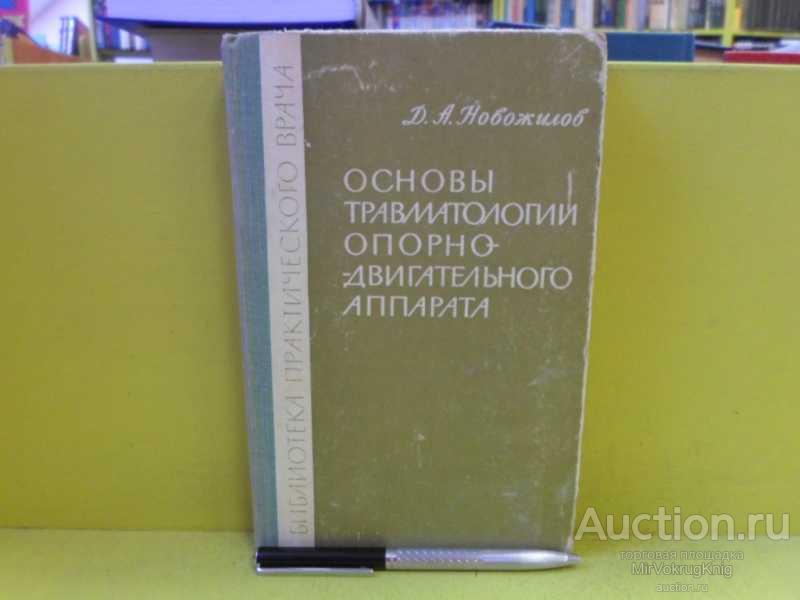 БИБЛИОТЕКА ПРАКТИЧЕСКОГО ВРАЧА
Д. А. Новожилов
ОСНОВЫ
ТРАВМАТОЛОГИИ
ОПОРНО-
-ДВИГАТЕЛЬНОГО
АППАРАТА
Auction.ru
торговая площадка
MirVokrugKnig
auction.ru